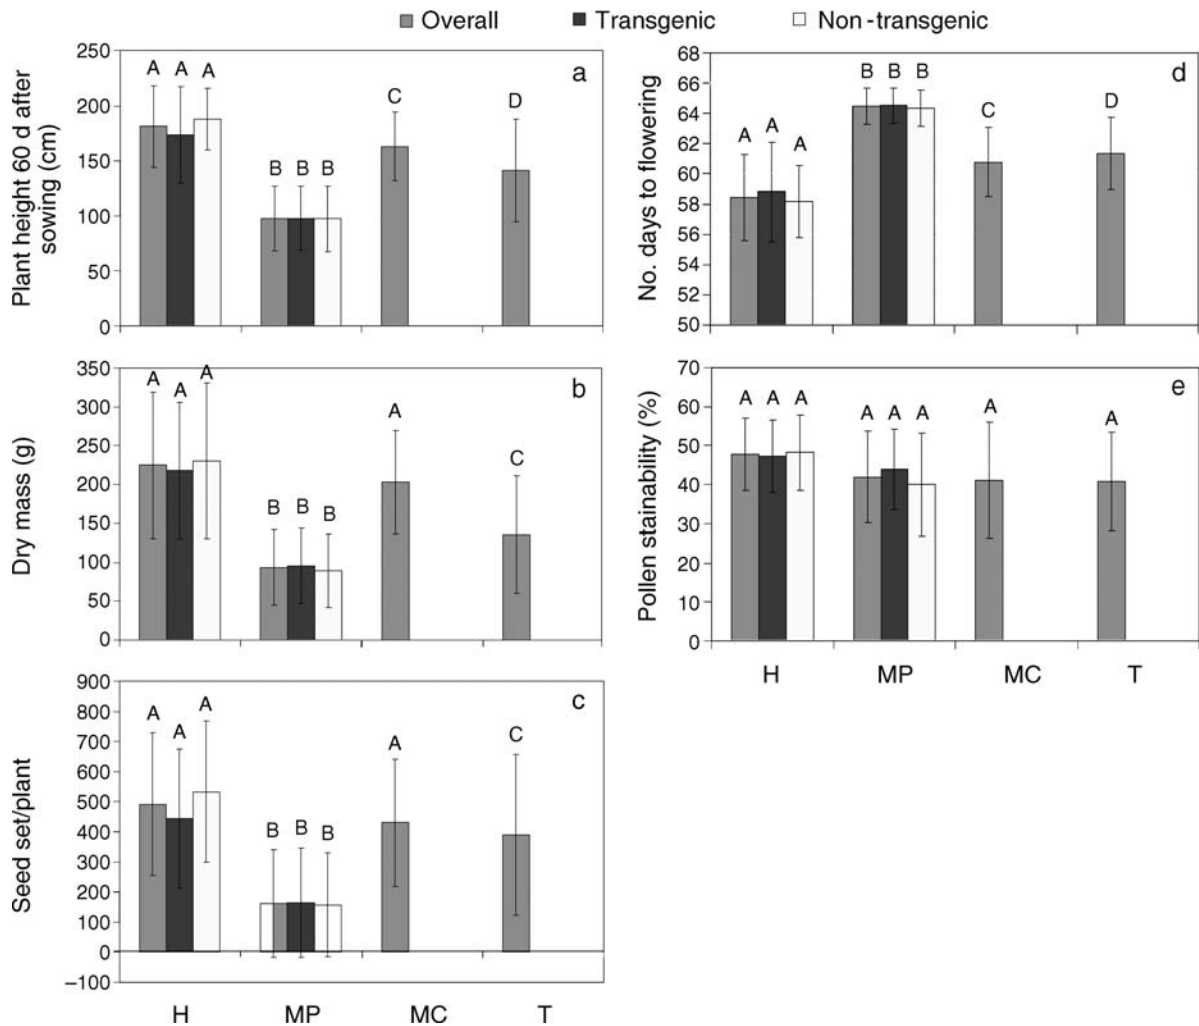 Overall Transgenic Non-transgenic
250
200
150
100
50
0
Plant height 60 d after
sowing (cm)
a
A A A
B B B
C
D
68
66
64
62
60
58
56
54
52
50
No. days to flowering
d
A A A
B B B
C
D
350
300
250
200
150
100
50
0
Dry mass (g)
b
A A A
B B B
A
C
70
60
50
40
30
20
10
0
Pollen stainability (%)
e
A A A
A A A
A
A
H MP MC T
900
800
700
600
500
400
300
200
100
0
–100
Seed set/plant
c
A A A
B B B
A
C
H MP MC T